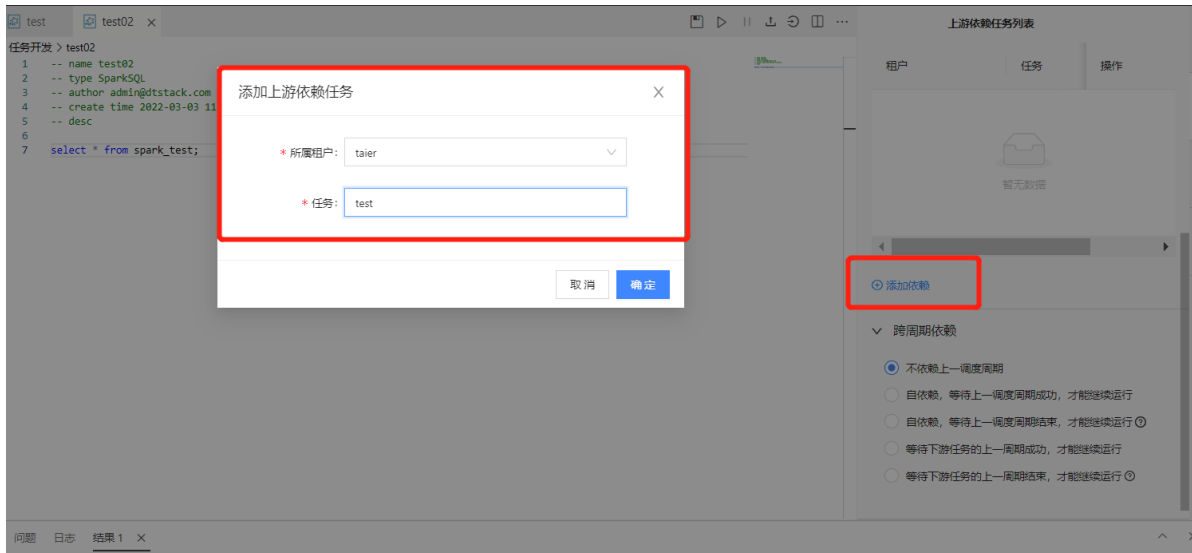 test
test02
上游依赖任务列表
任务开发 > test02
租户 任务 操作
1 -- name test02
2 -- type SparkSQL
3 -- author admin@dtstack.com
4 -- create time 2022-03-03 11
5 -- desc
6
7 select * from spark_test;
添加上游依赖任务
* 所属租户: taier
* 任务: test
取消 确定
暂无数据
添加依赖
跨周期依赖
不依赖上一调度周期
自依赖，等待上一调度周期成功，才能继续运行
自依赖，等待上一调度周期结束，才能继续运行
等待下游任务的上一周期成功，才能继续运行
等待下游任务的上一周期结束，才能继续运行
问题 日志 结果 1